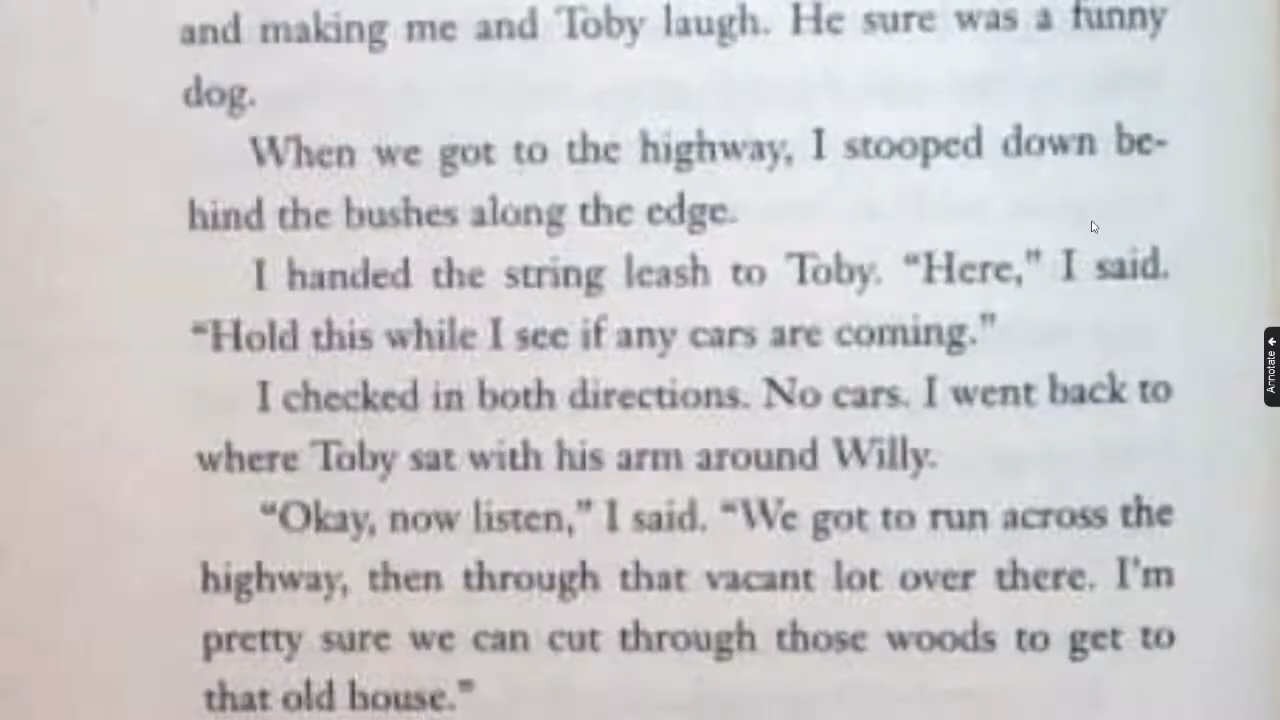 and making me and Toby laugh. He sure was a funny
dog.
When we got to the highway, I stooped down be-
hind the bushes along the edge.
I handed the string leash to Toby. “Here,” I said.
“Hold this while I see if any cars are coming.”
I checked in both directions. No cars. I went back to
where Toby sat with his arm around Willy.
“Okay, now listen,” I said. “We got to run across the
highway, then through that vacant lot over there. I'm
pretty sure we can cut through those woods to get to
that old house.”
Annotate